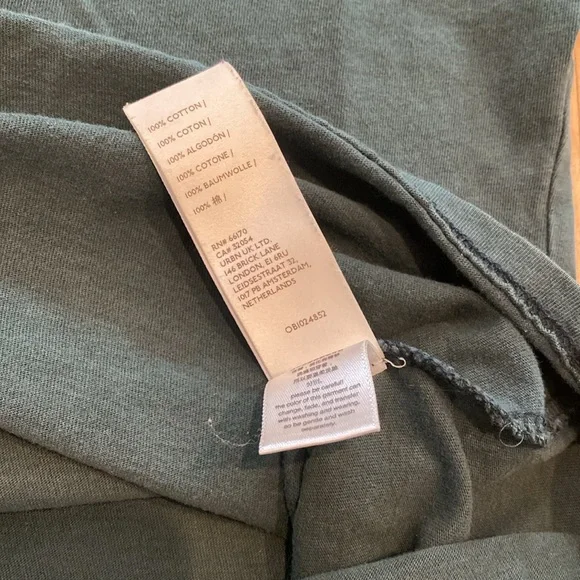 100% COTTON /
100% COTON /
100% ALGODÓN /
100% COTONE /
100% BAUMWOLLE /
100% 棉 /
RN# 66170
CA# 32054
URBN UK LTD,
146 BRICK LANE
LONDON, E1 6RU
LEIDSESTRAAT 32,
1017 PB AMSTERDAM,
NETHERLANDS
OB1024852
please be careful!
the color of this garment can
change, fade, and transfer
with washing and wearing.
so be gentle and wash
separately.